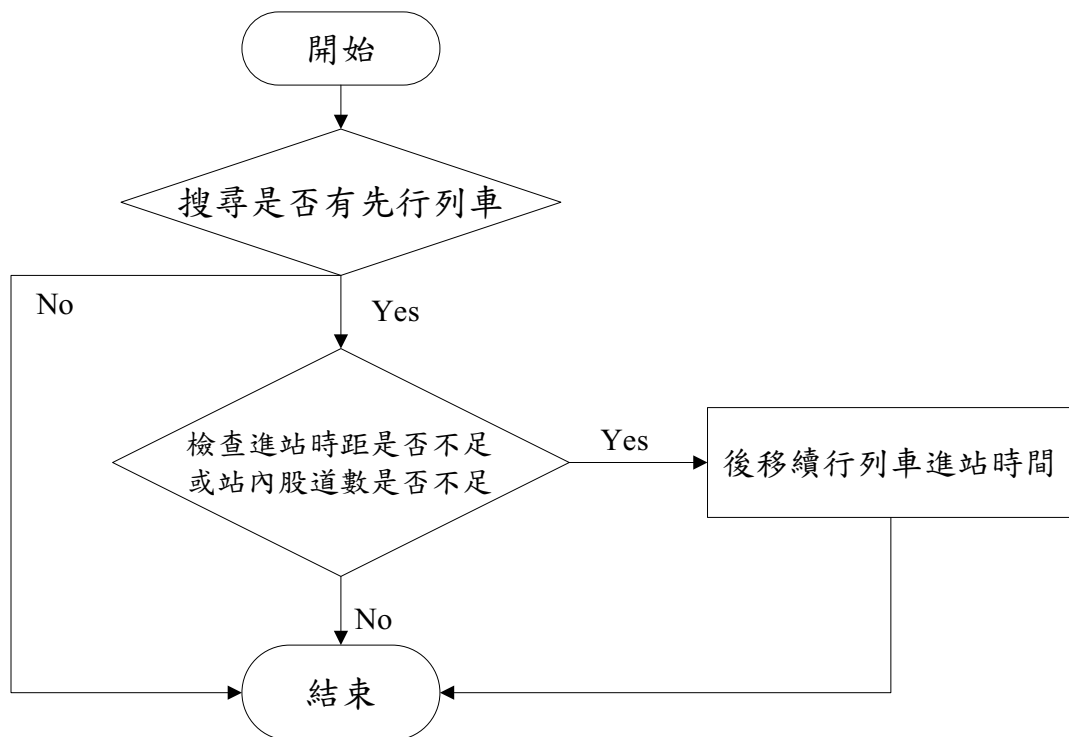 開始
搜尋是否有先行列車
No
Yes
檢查進站時距是否不足
或站內股道數是否不足
Yes
後移續行列車進站時間
No
結束